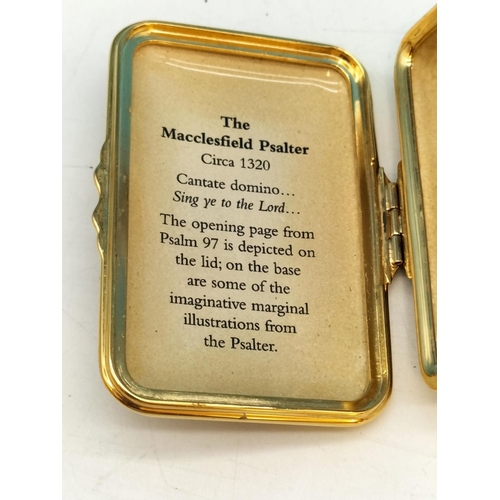 The
Macclesfield Psalter
Circa 1320
Cantate domino...
Sing ye to the Lord...
The opening page from
Psalm 97 is depicted on
the lid; on the base
are some of the
imaginative marginal
illustrations from
the Psalter.